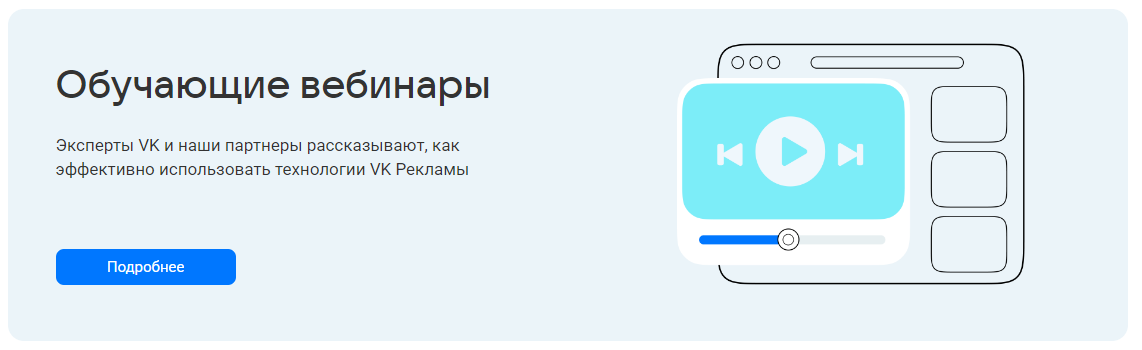 Обучающие вебинары
Эксперты VK и наши партнеры рассказывают, как
эффективно использовать технологии VK Рекламы
Подробнее